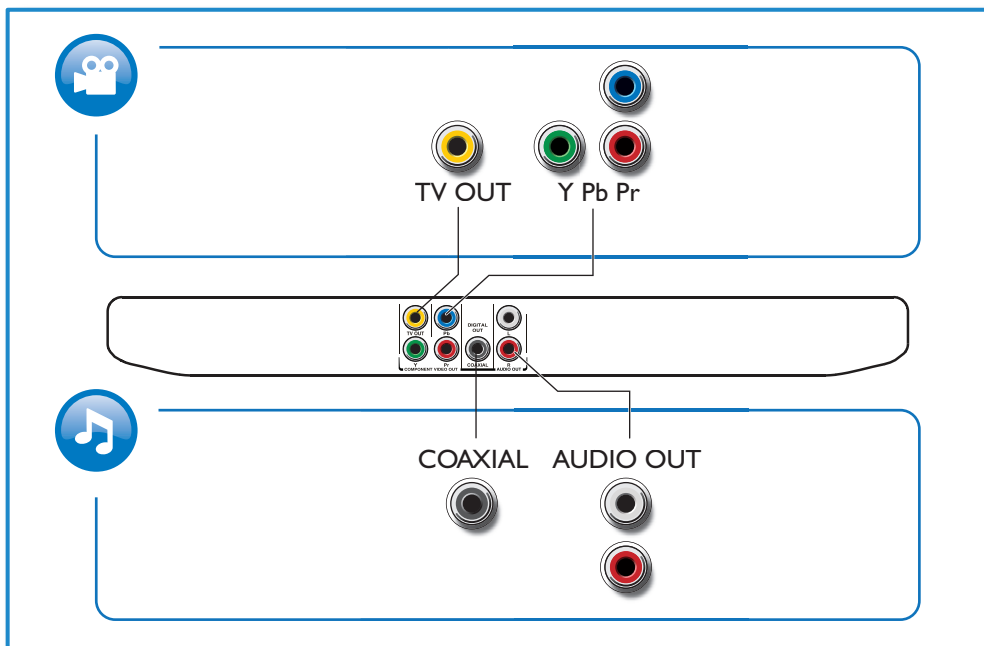 TV OUT
Y Pb Pr
TV OUT
Pb
DIGITAL
OUT
L
Y
Pr
COAXIAL
R
COMPONENT VIDEO OUT
AUDIO OUT
COAXIAL
AUDIO OUT